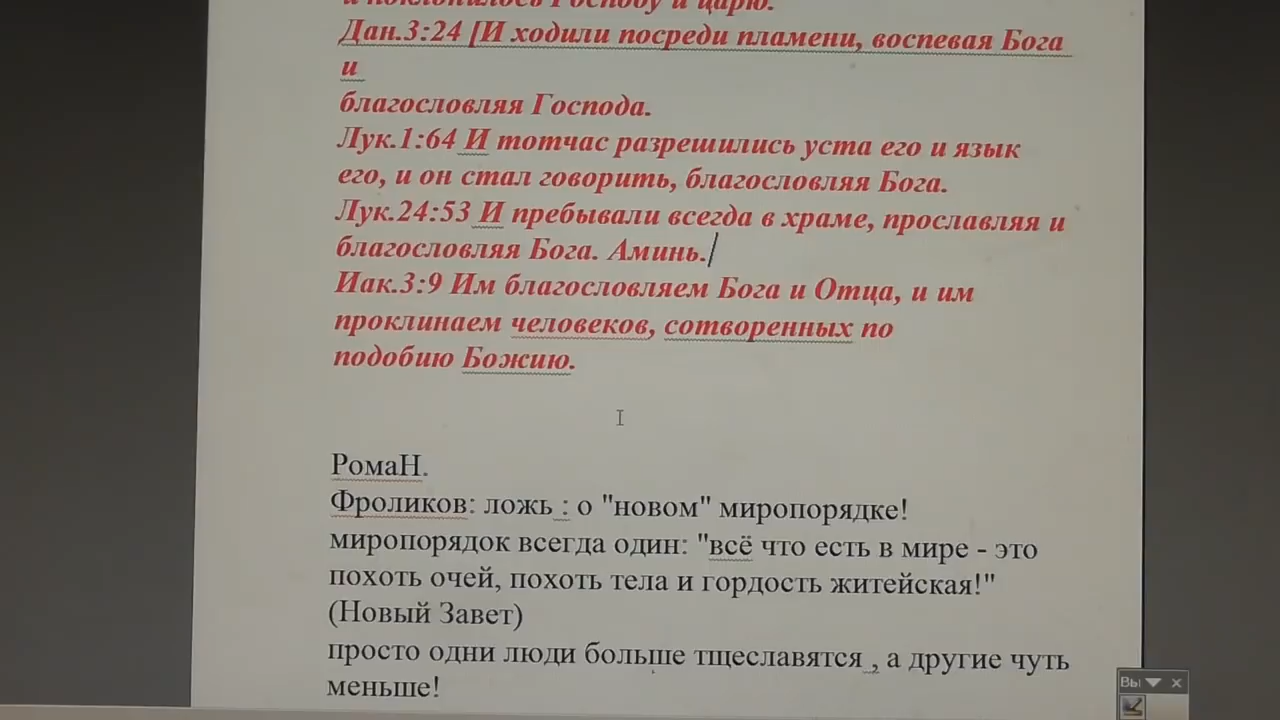 и поклонилось Господу и царю.
Дан.3:24 [И ходили посреди пламени, воспевая Бога
и
благословляя Господа.
Лук.1:64 И тотчас разрешились уста его и язык
его, и он стал говорить, благословляя Бога.
Лук.24:53 И пребывали всегда в храме, прославляя и
благословляя Бога. Аминь.
Иак.3:9 Им благословляем Бога и Отца, и им
проклинаем человеков, сотворенных по
подобию Божию.
РомаН.
Фроликов: ложь : о "новом" миропорядке!
миропорядок всегда один: "всё что есть в мире - это
похоть очей, похоть тела и гордость житейская!"
(Новый Завет)
просто одни люди больше тщеславятся , а другие чуть
меньше!
Вы